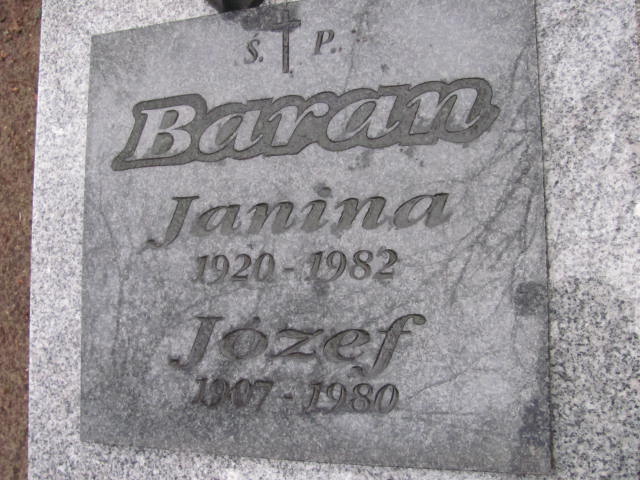 Ś. P.
Baran
Janina
1920 - 1982
Józef
1907 - 1980